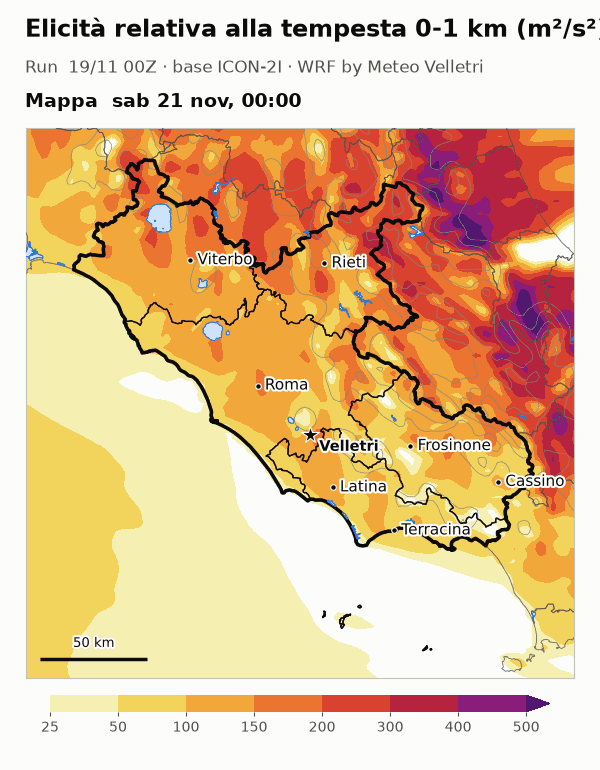 Elicità relativa alla tempesta 0-1 km (m²/s²)
Run  19/11 00Z · base ICON-2I · WRF by Meteo Velletri
Mappa  sab 21 nov, 00:00
Viterbo
Rieti
Roma
Velletri
Frosinone
Cassino
Latina
Terracina
50 km
25 50 100 150 200 300 400 500